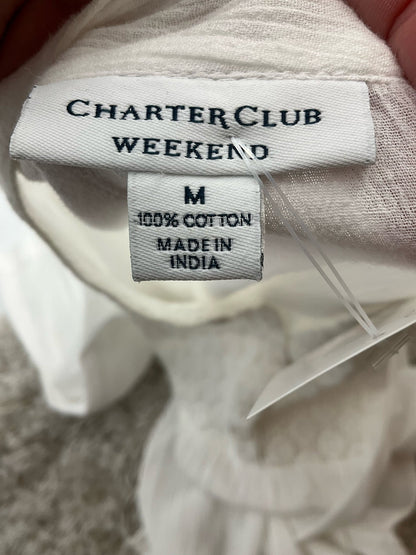 CHARTER CLUB
WEEKEND
M
100% COTTON
MADE IN
INDIA